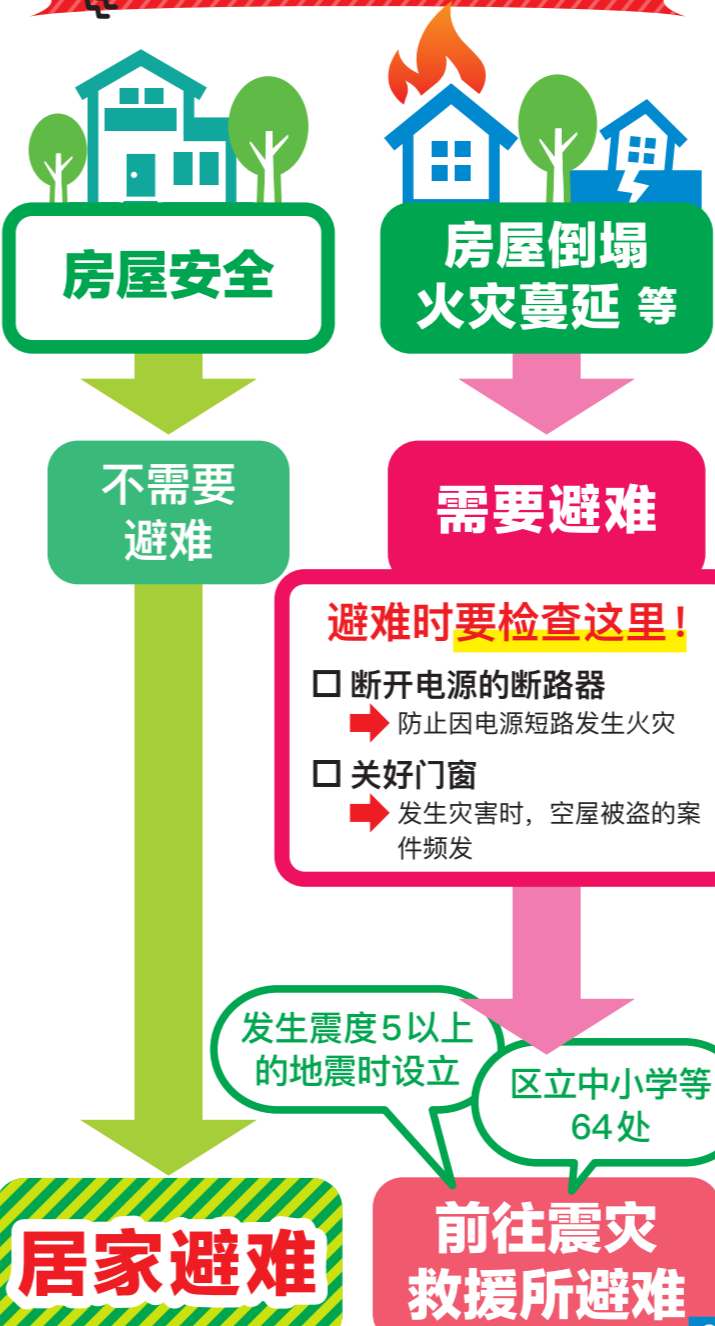 房屋安全
房屋倒塌
火灾蔓延 等
不需要
避难
需要避难
避难时要检查这里！
断开电源的断路器
防止因电源短路发生火灾
关好门窗
发生灾害时，空屋被盗的案
件频发
发生震度5以上
的地震时设立
区立中小学等
64处
居家避难
前往震灾
救援所避难